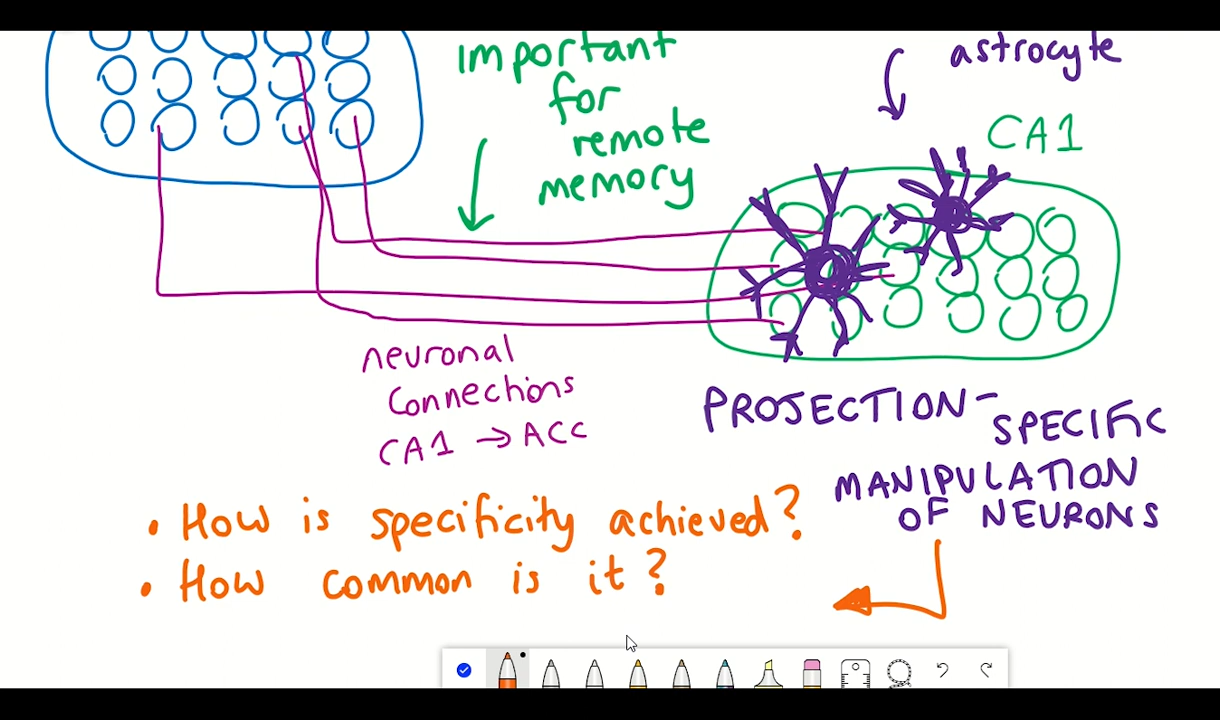 important
for
remote
memory
astrocyte
CA1
neuronal
connections
CA1 → ACC
PROJECTION-
SPECIFIC
MANIPULATION
OF NEURONS
• How is specificity achieved?
• How common is it?